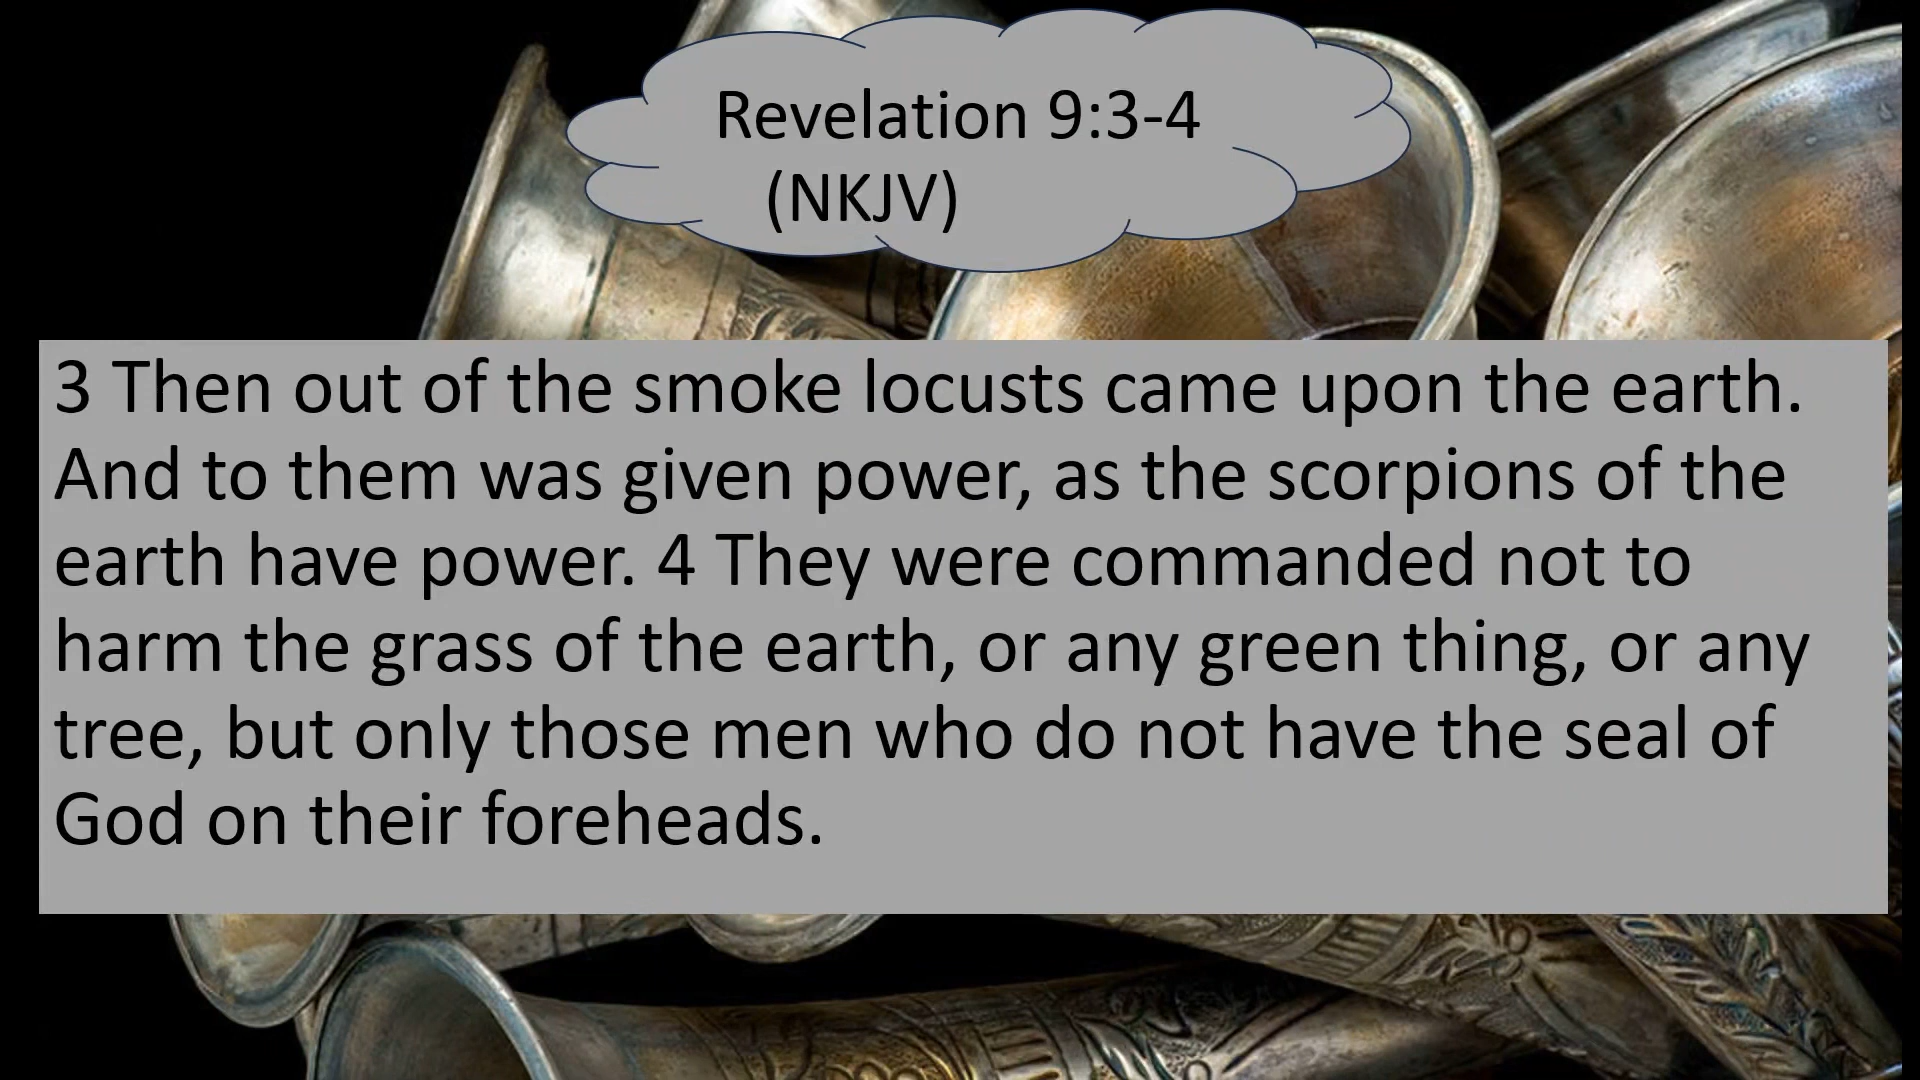 Revelation 9:3-4
(NKJV)
3 Then out of the smoke locusts came upon the earth.
And to them was given power, as the scorpions of the
earth have power. 4 They were commanded not to
harm the grass of the earth, or any green thing, or any
tree, but only those men who do not have the seal of
God on their foreheads.